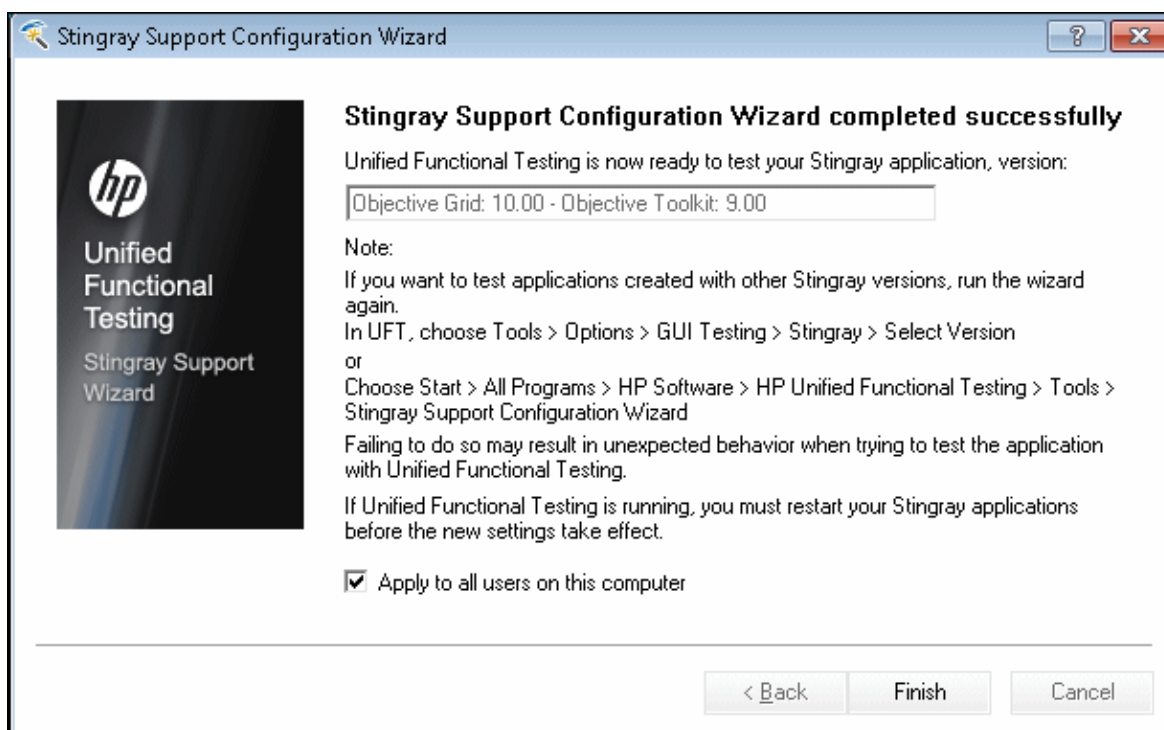 Stingray Support Configuration Wizard
hp
Unified
Functional
Testing
Stingray Support
Wizard
Stingray Support Configuration Wizard completed successfully
Unified Functional Testing is now ready to test your Stingray application, version:
Objective Grid: 10.00 - Objective Toolkit: 9.00
Note:
If you want to test applications created with other Stingray versions, run the wizard
again.
In UFT, choose Tools > Options > GUI Testing > Stingray > Select Version
or
Choose Start > All Programs > HP Software > HP Unified Functional Testing > Tools >
Stingray Support Configuration Wizard
Failing to do so may result in unexpected behavior when trying to test the application
with Unified Functional Testing.
If Unified Functional Testing is running, you must restart your Stingray applications
before the new settings take effect.
Apply to all users on this computer
< Back
Finish
Cancel